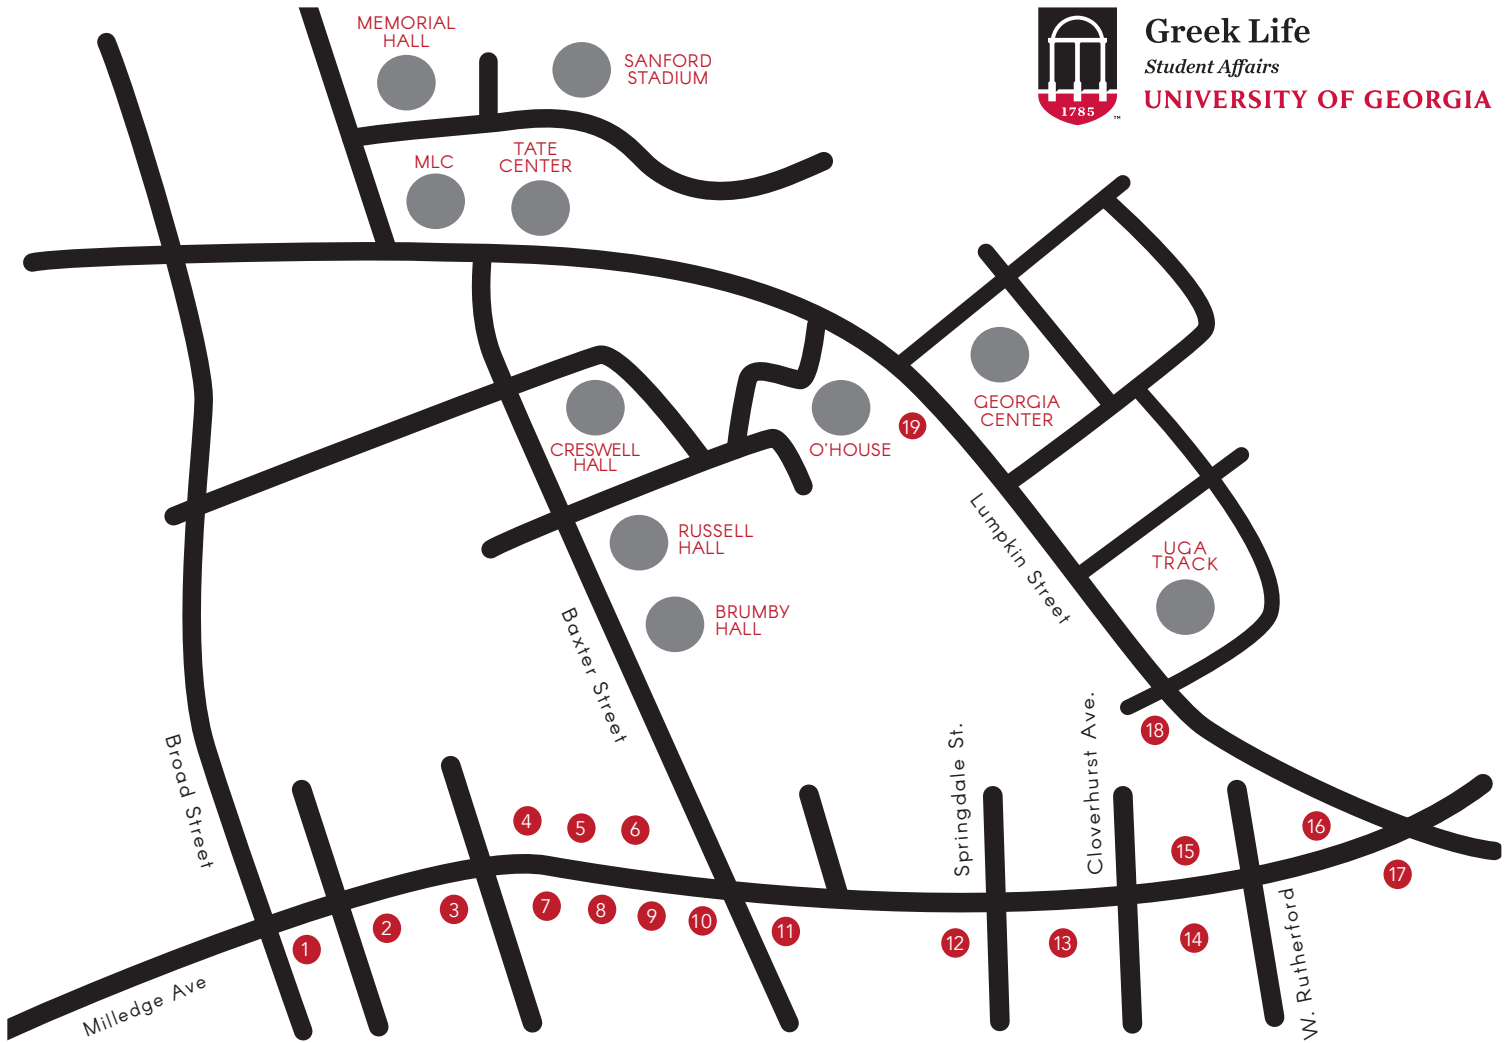 MEMORIAL
HALL
SANFORD
STADIUM
Greek Life
Student Affairs
UNIVERSITY OF GEORGIA
1785
™
MLC
TATE
CENTER
GEORGIA
CENTER
CRESWELL
HALL
O'HOUSE
19
RUSSELL
HALL
Lumpkin Street
UGA
TRACK
BRUMBY
HALL
Baxter Street
Broad Street
Springdale St.
Cloverhurst Ave.
18
4
5
6
15
16
17
1
2
3
7
8
9
10
11
12
13
14
W. Rutherford
Milledge Ave